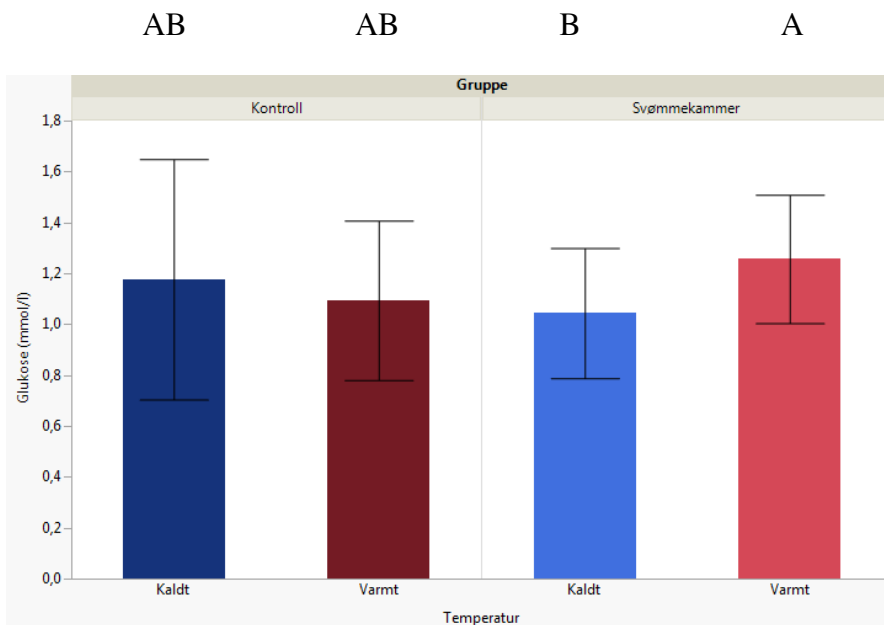 AB AB B A
Gruppe
Kontroll Svømmekammer
1,8
1,6
1,4
1,2
1,0
0,8
0,6
0,4
0,2
0,0
Glukose (mmol/l)
Kaldt Varmt Kaldt Varmt
Temperatur